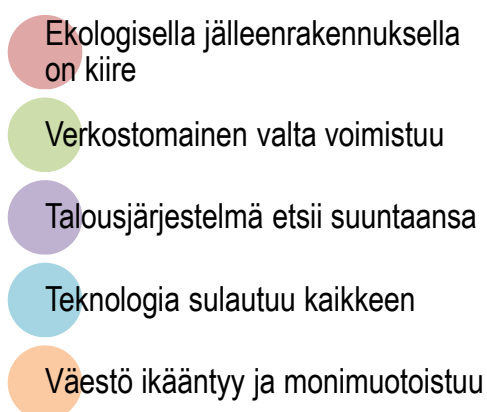 Ekologisella jälleenrakennuksella
on kiire
Verkostomainen valta voimistuu
Talousjärjestelmä etsii suuntaansa
Teknologia sulautuu kaikkeen
Väestö ikääntyy ja monimuotoistuu